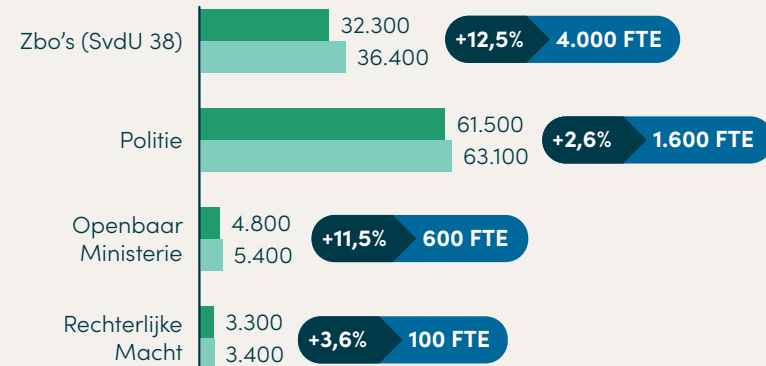 Zbo's (SvdU 38)
32.300
36.400
+12,5% 4.000 FTE
Politie
61.500
63.100
+2,6% 1.600 FTE
Openbaar
Ministerie
4.800
5.400
+11,5% 600 FTE
Rechterlijke
Macht
3.300
3.400
+3,6% 100 FTE